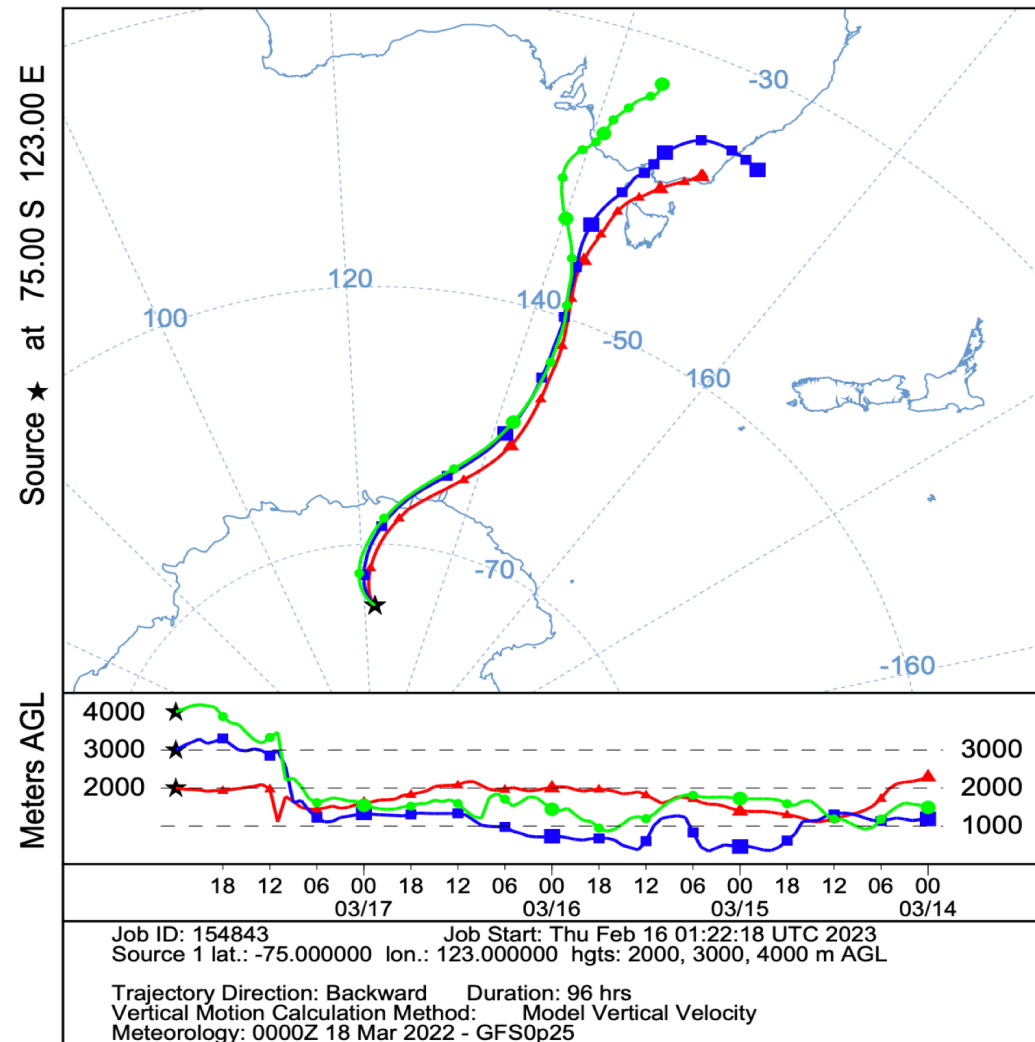 Source ★ at 75.00 S 123.00 E
-30
120
100
140
-50
160
-70
-160
Meters AGL
4000
3000 3000
2000 2000
1000
18 12 06 00 18 12 06 00 18 12 06 00 18 12 06 00
03/17 03/16 03/15 03/14
Job ID: 154843 Job Start: Thu Feb 16 01:22:18 UTC 2023
Source 1 lat.: -75.000000 lon.: 123.000000 hgts: 2000, 3000, 4000 m AGL
Trajectory Direction: Backward Duration: 96 hrs
Vertical Motion Calculation Method: Model Vertical Velocity
Meteorology: 0000Z 18 Mar 2022 - GFS0p25